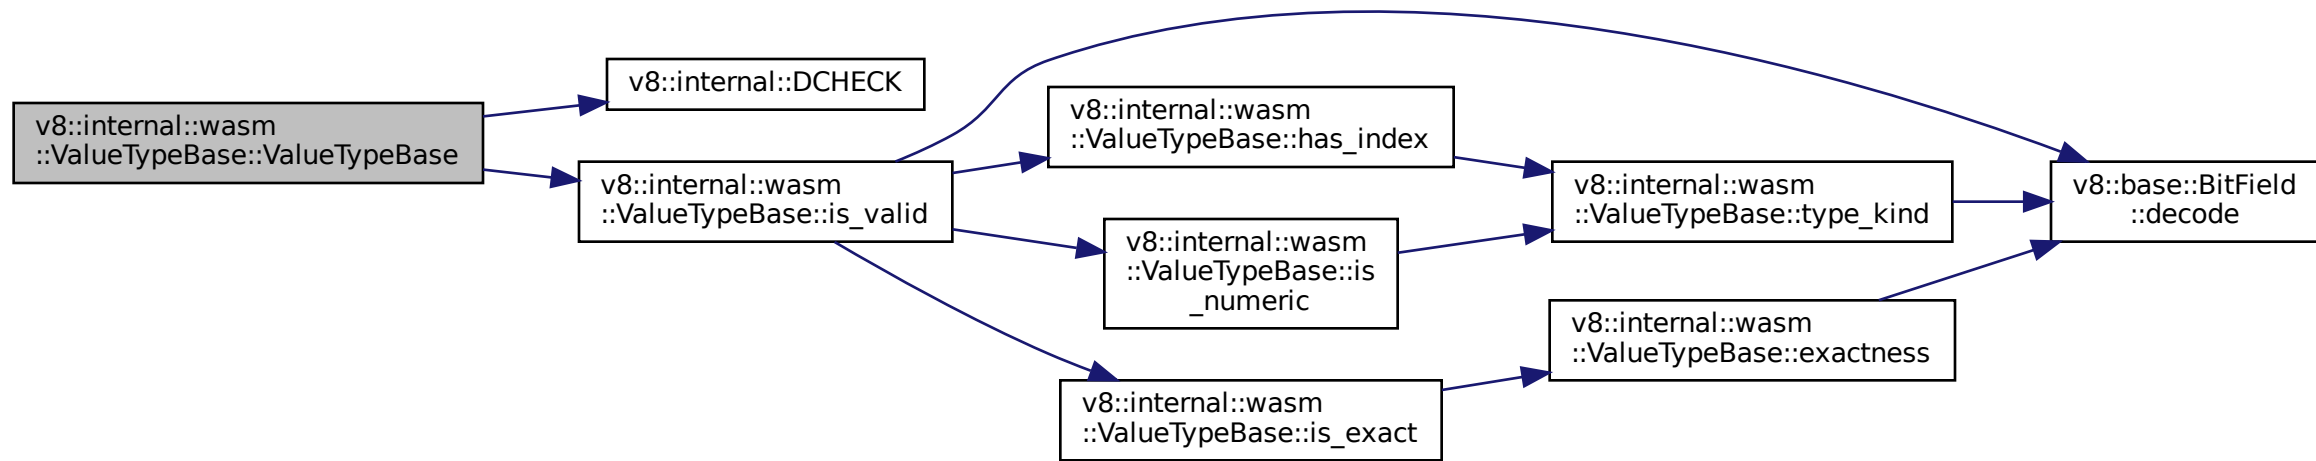 v8::internal::wasm
::ValueTypeBase::ValueTypeBase
v8::internal::DCHECK
v8::internal::wasm
::ValueTypeBase::is_valid
v8::internal::wasm
::ValueTypeBase::has_index
v8::internal::wasm
::ValueTypeBase::is
_numeric
v8::internal::wasm
::ValueTypeBase::is_exact
v8::internal::wasm
::ValueTypeBase::type_kind
v8::internal::wasm
::ValueTypeBase::exactness
v8::base::BitField
::decode